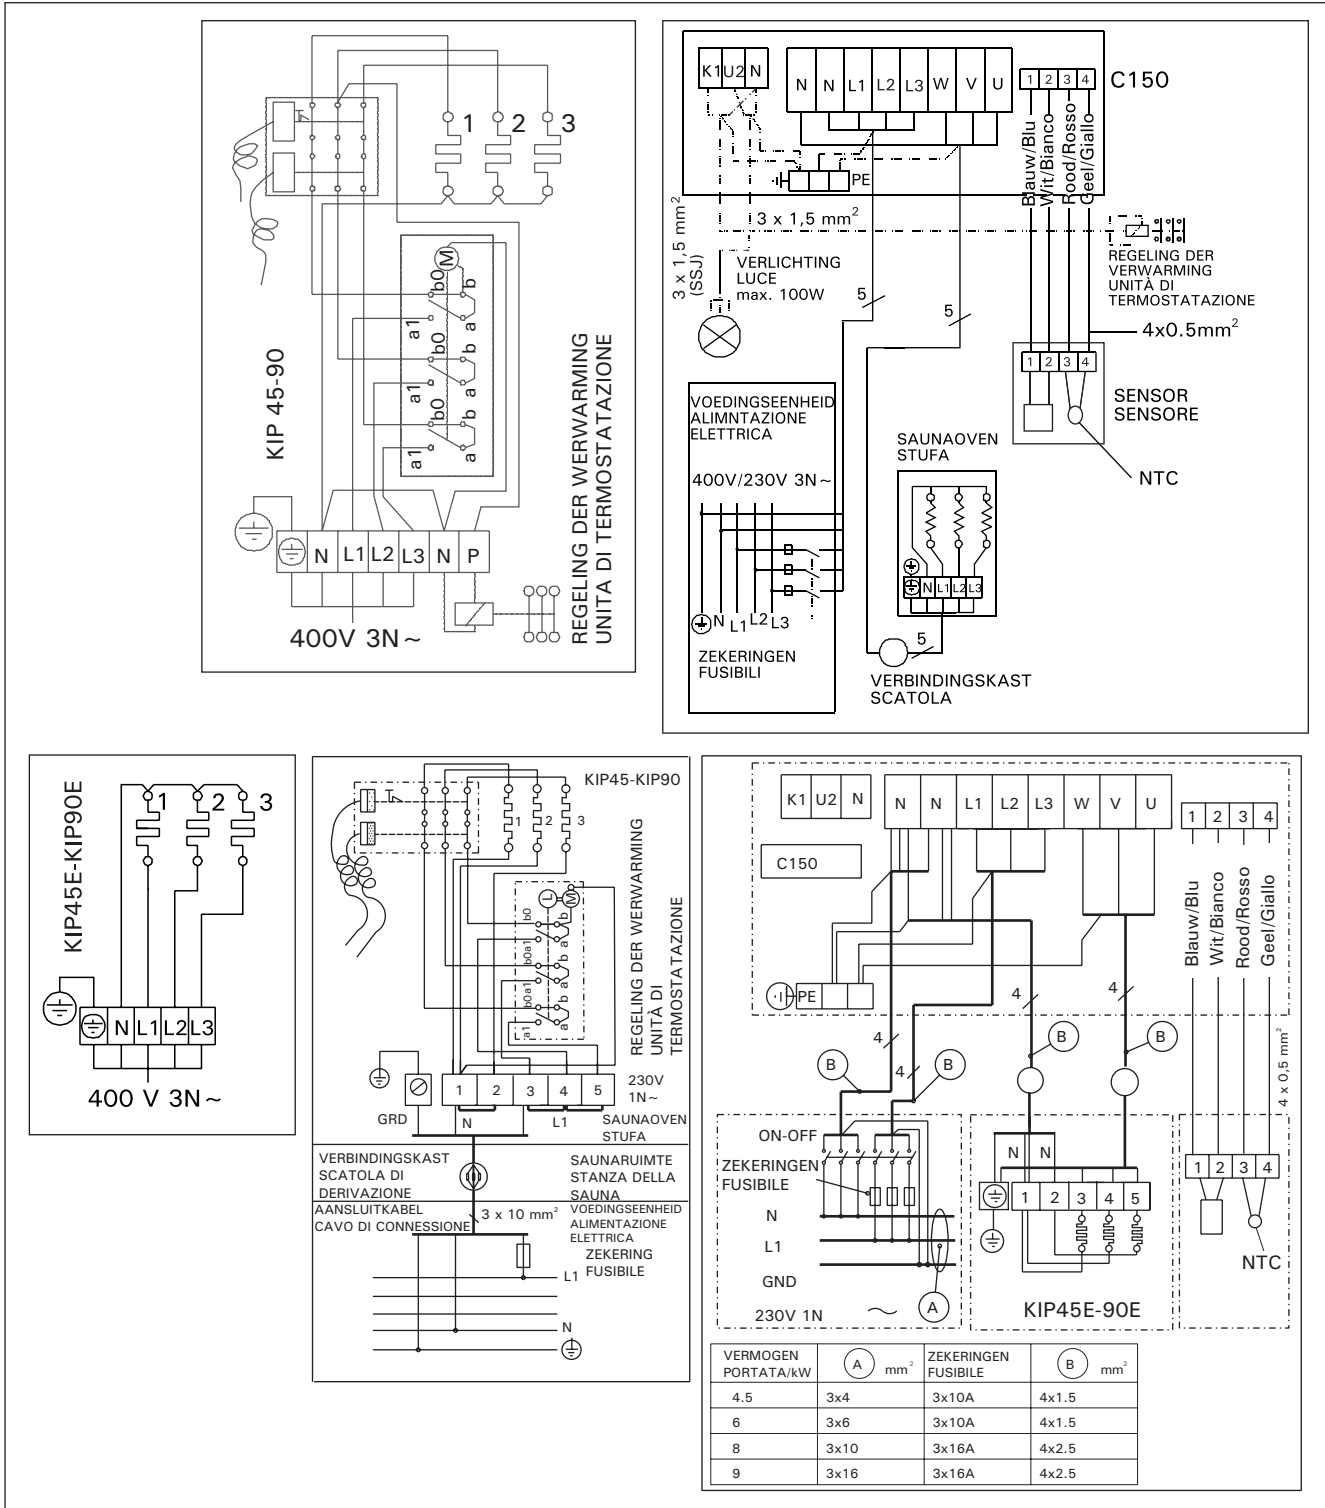 1
2
3
KIP 45-90
M
b0
b
a1
a
b0
b
a1
a
b0
b
a1
a
REGELING DER WERWARMING
UNITA DI TERMOSTATAZIONE
N L1 L2 L3 N P
400V 3N~
K1 U2 N
N N L1 L2 L3 W V U
1 2 3 4
C150
PE
Blauw/Blu
Wit/Bianco
Rood/Rosso
Geel/Giallo
3 x 1,5 mm²
(SSJ)
3 x 1,5 mm²
VERLICHTING
LUCE
max. 100W
5
5
REGELING DER
VERWARMING
UNITÀ DI
TERMOSTATAZIONE
4x0.5mm²
1 2 3 4
SENSOR
SENSORE
NTC
VOEDINGSEENHEID
ALIMNTAZIONE
ELETTRICA
400V/230V 3N~
N L1 L2 L3
ZEKERINGEN
FUSIBILI
SAUNAOVEN
STUFA
N L1 L2 L3
5
VERBINDINGSKAST
SCATOLA
KIP45E-KIP90E
1 2 3
N L1 L2 L3
400 V 3N~
KIP45-KIP90
1
2
3
L M
b0
b
a1
a
b0
b
a1
a
b0
b
a1
a
REGELING DER WERWARMING
UNITÀ DI
TERMOSTATAZIONE
1 2 3 4 5
230V
1N~
GRD
N
L1
SAUNAOVEN
STUFA
VERBINDINGSKAST
SCATOLA DI
DERIVAZIONE
SAUNARUIMTE
STANZA DELLA
SAUNA
AANSLUITKABEL
CAVO DI CONNESSIONE
3 x 10 mm²
VOEDINGSEENHEID
ALIMENTAZIONE
ELETTRICA
ZEKERING
FUSIBILE
L1
N
K1 U2 N
N N L1 L2 L3 W V U
1 2 3 4
C150
Blauw/Blu
Wit/Bianco
Rood/Rosso
Geel/Giallo
PE
4
4
4
4
B
B
B
B
4 x 0,5 mm²
ON-OFF
ZEKERINGEN
FUSIBILE
N
L1
GND
230V 1N ~
A
N N
1 2 3 4 5
KIP45E-90E
1 2 3 4
NTC
VERMOGEN PORTATA/kW A mm² ZEKERINGEN FUSIBILE B mm²
4.5 3x4 3x10A 4x1.5
6 3x6 3x10A 4x1.5
8 3x10 3x16A 4x2.5
9 3x16 3x16A 4x2.5